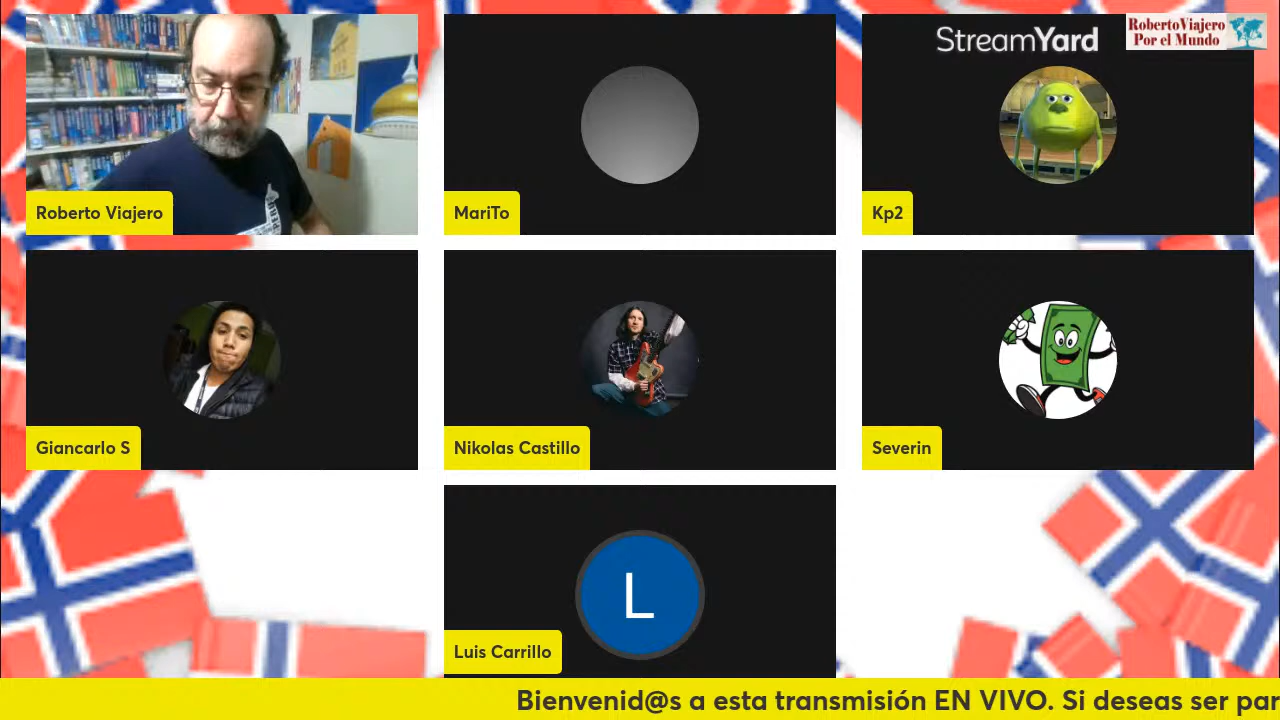 StreamYard
RobertoViajero
Por el Mundo
Roberto Viajero
MariTo
Kp2
Giancarlo S
Nikolas Castillo
Severin
L
Luis Carrillo
Bienvenid@s a esta transmisión EN VIVO. Si deseas ser par